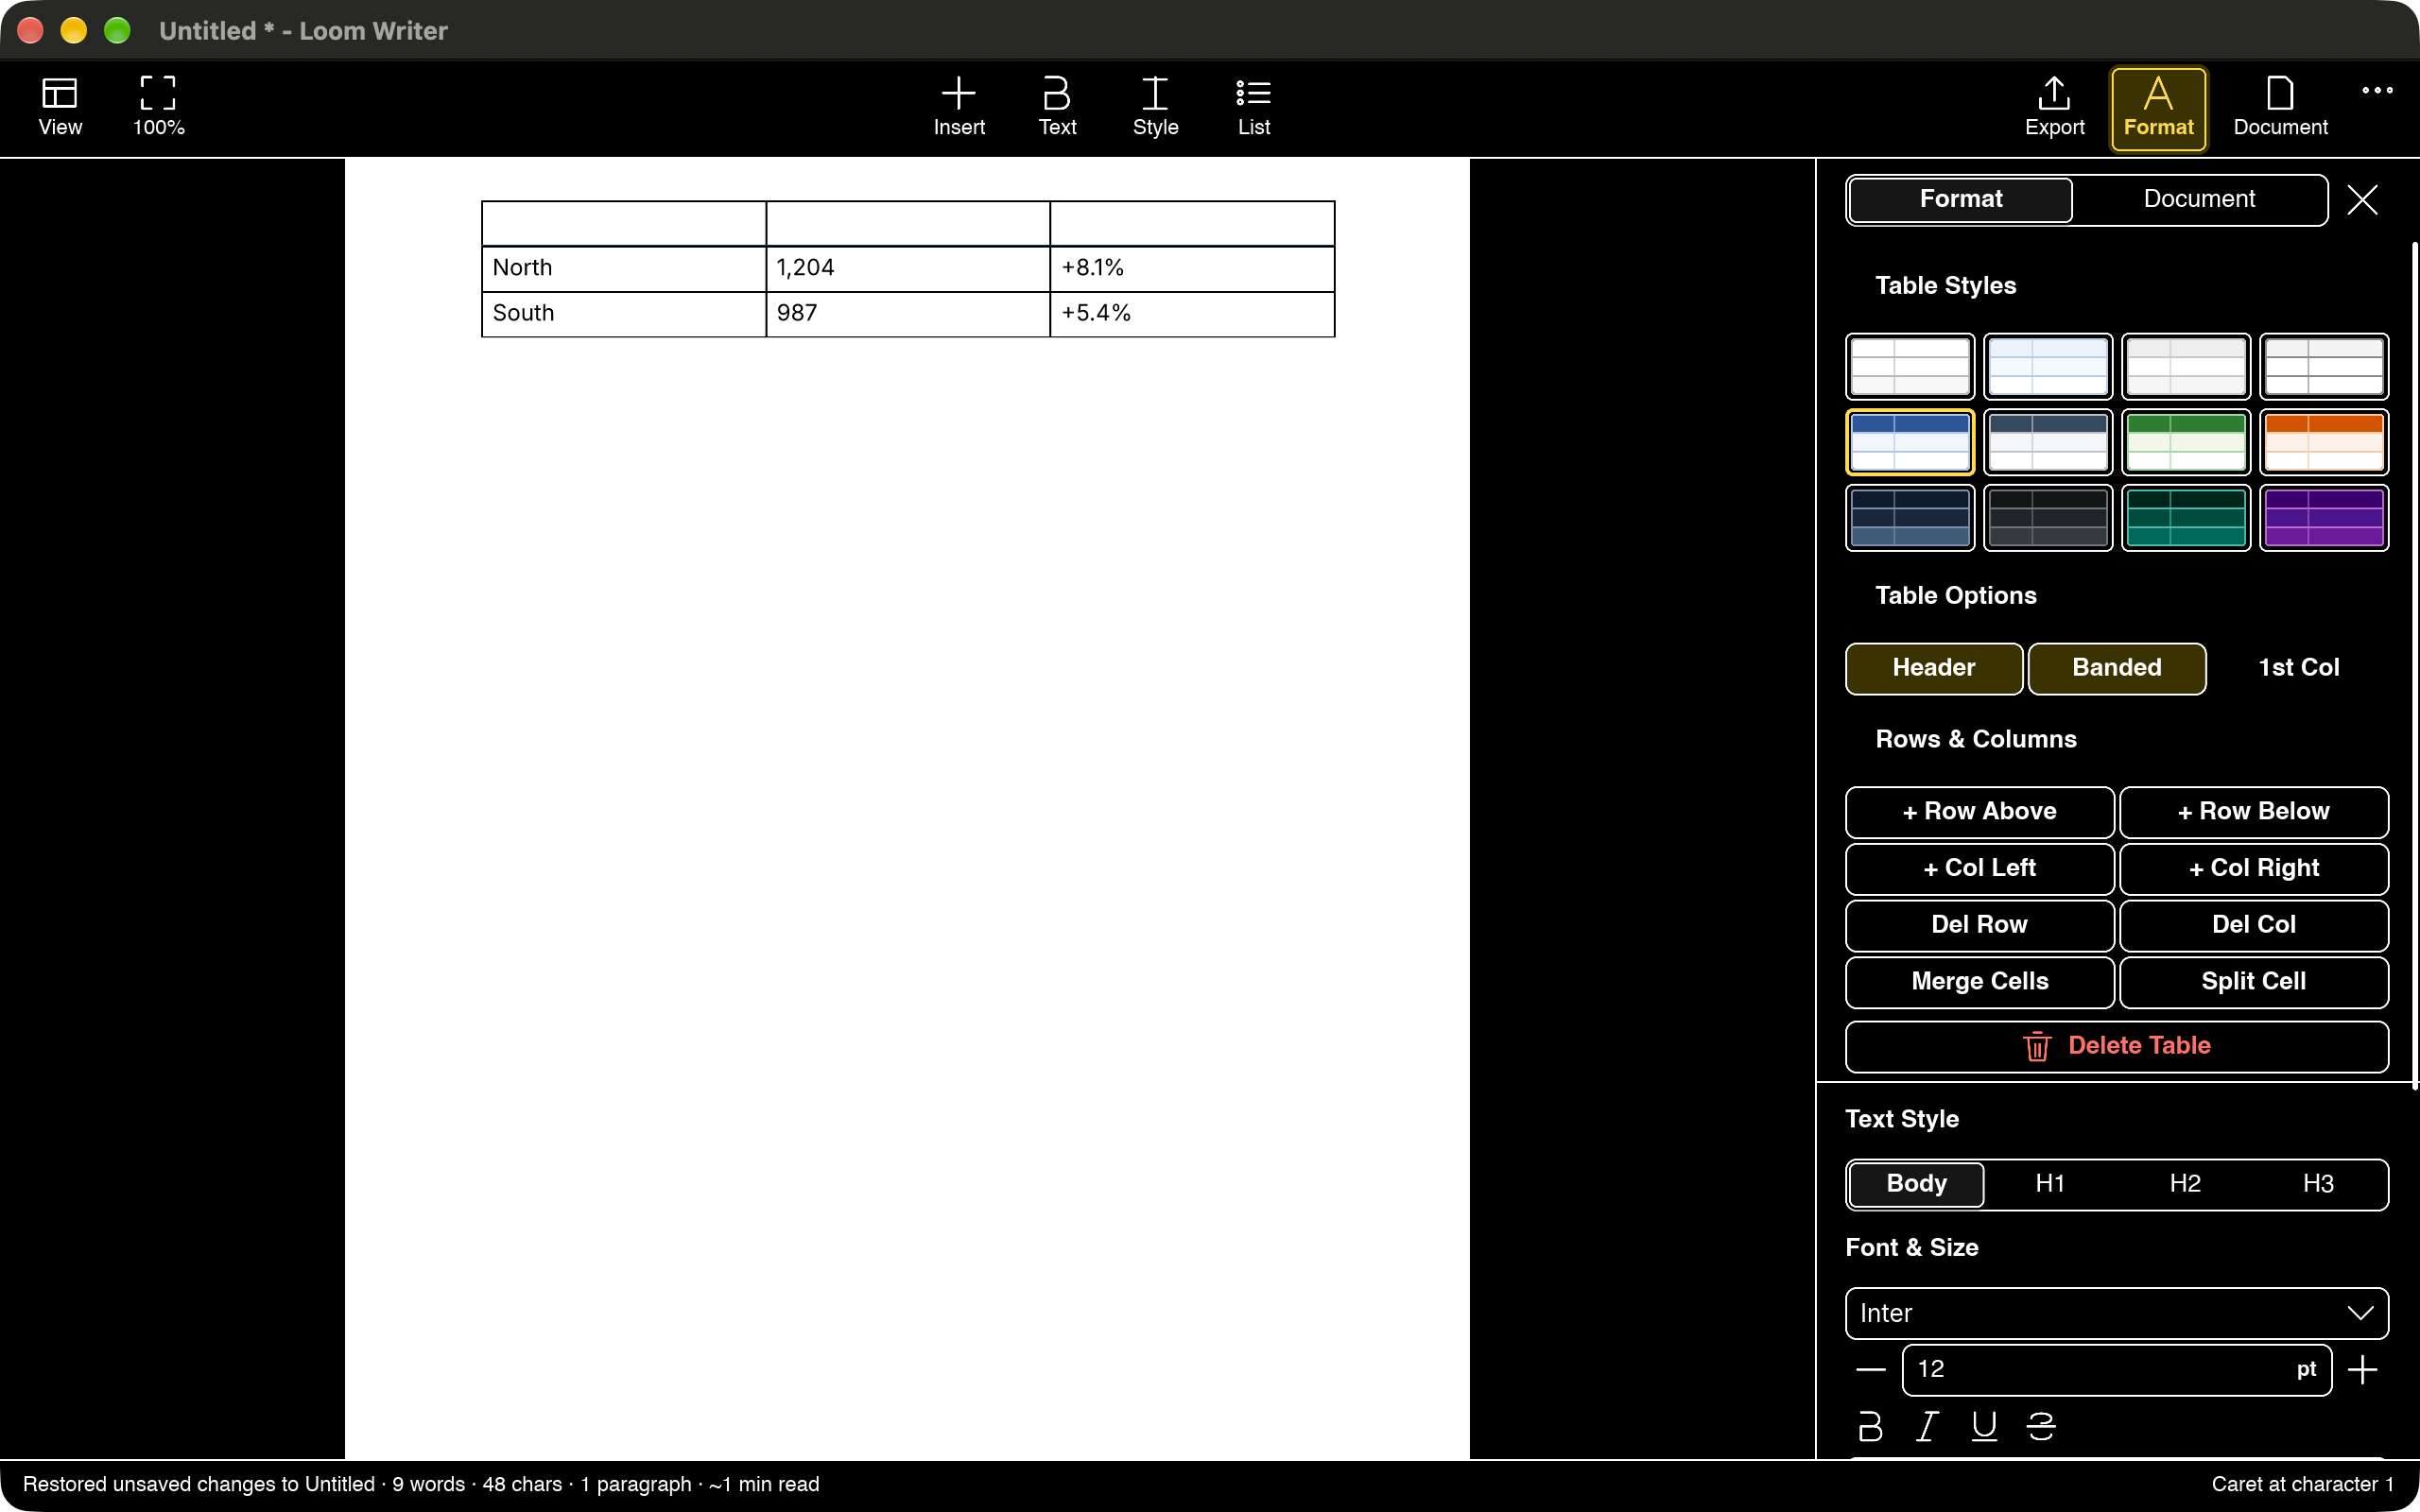 Untitled * - Loom Writer
View
100%
Insert
Text
Style
List
Export
Format
Document
Format
Document
North 1,204 +8.1%
South 987 +5.4%
Table Styles
Table Options
Header
Banded
1st Col
Rows & Columns
+ Row Above
+ Row Below
+ Col Left
+ Col Right
Del Row
Del Col
Merge Cells
Split Cell
Delete Table
Text Style
Body
H1
H2
H3
Font & Size
Inter
12 pt
B I U S
Restored unsaved changes to Untitled · 9 words · 48 chars · 1 paragraph · ~1 min read
Caret at character 1